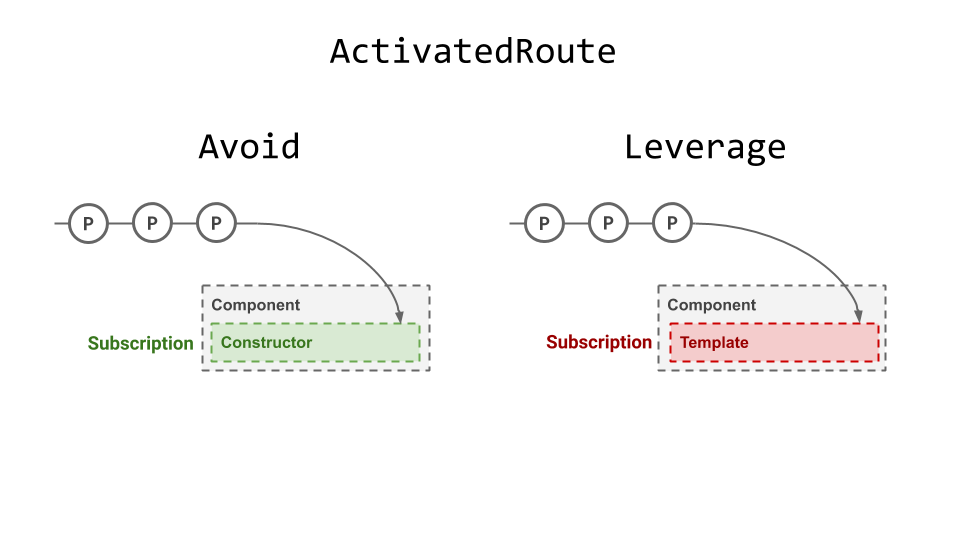 ActivatedRoute
Avoid
P P P
Component
Subscription
Constructor
Leverage
P P P
Component
Subscription
Template